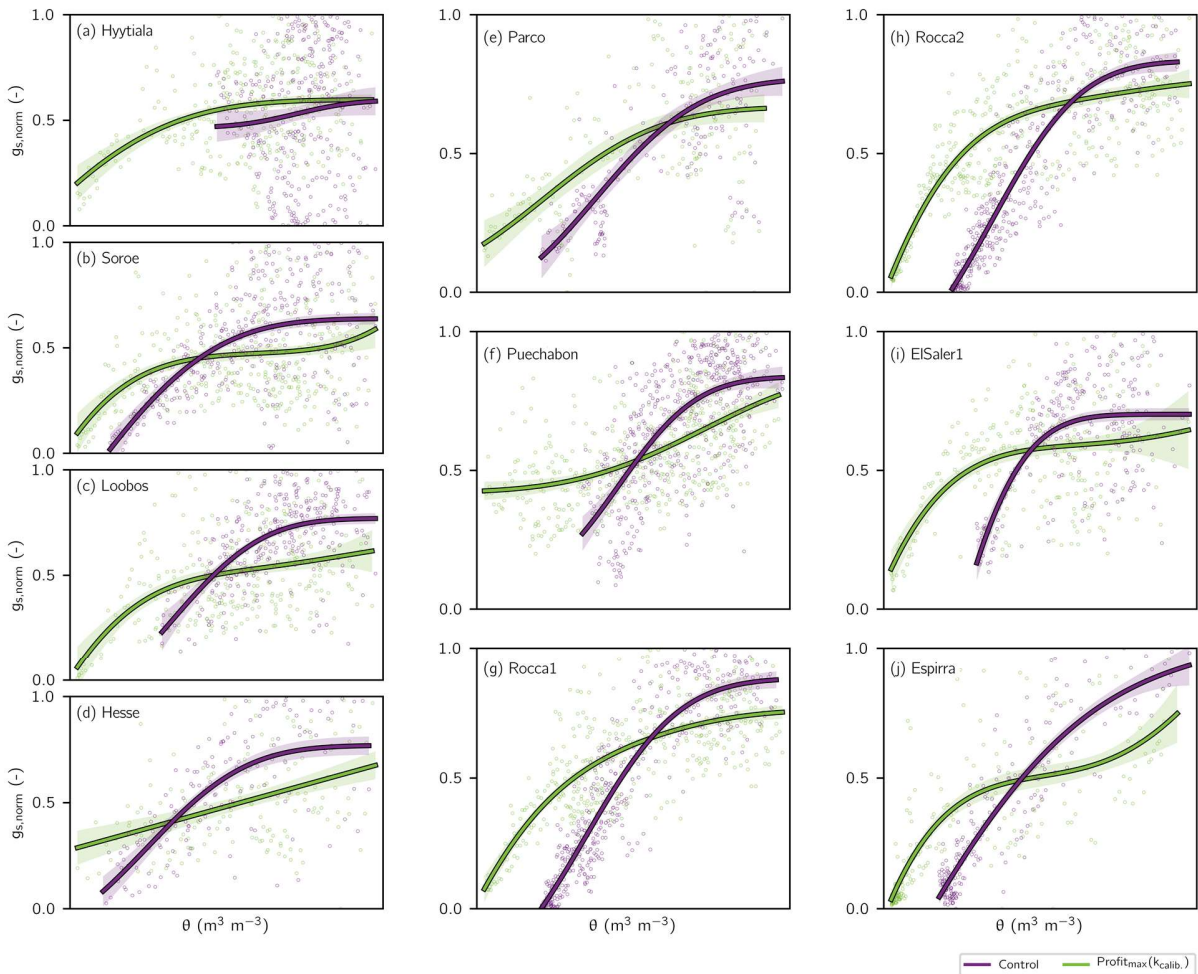 (a) Hyytiala
1.0
0.5
0.0
g_s,norm (-)
(b) Soroe
1.0
0.5
0.0
g_s,norm (-)
(c) Loobos
1.0
0.5
0.0
g_s,norm (-)
(d) Hesse
1.0
0.5
0.0
g_s,norm (-)
θ (m³ m⁻³)
(e) Parco
1.0
0.5
0.0
(f) Puechabon
1.0
0.5
0.0
(g) Rocca1
1.0
0.5
0.0
θ (m³ m⁻³)
(h) Rocca2
1.0
0.5
0.0
(i) ElSaler1
1.0
0.5
0.0
(j) Espirra
1.0
0.5
0.0
θ (m³ m⁻³)
Control
Profit_max(k_calib.)